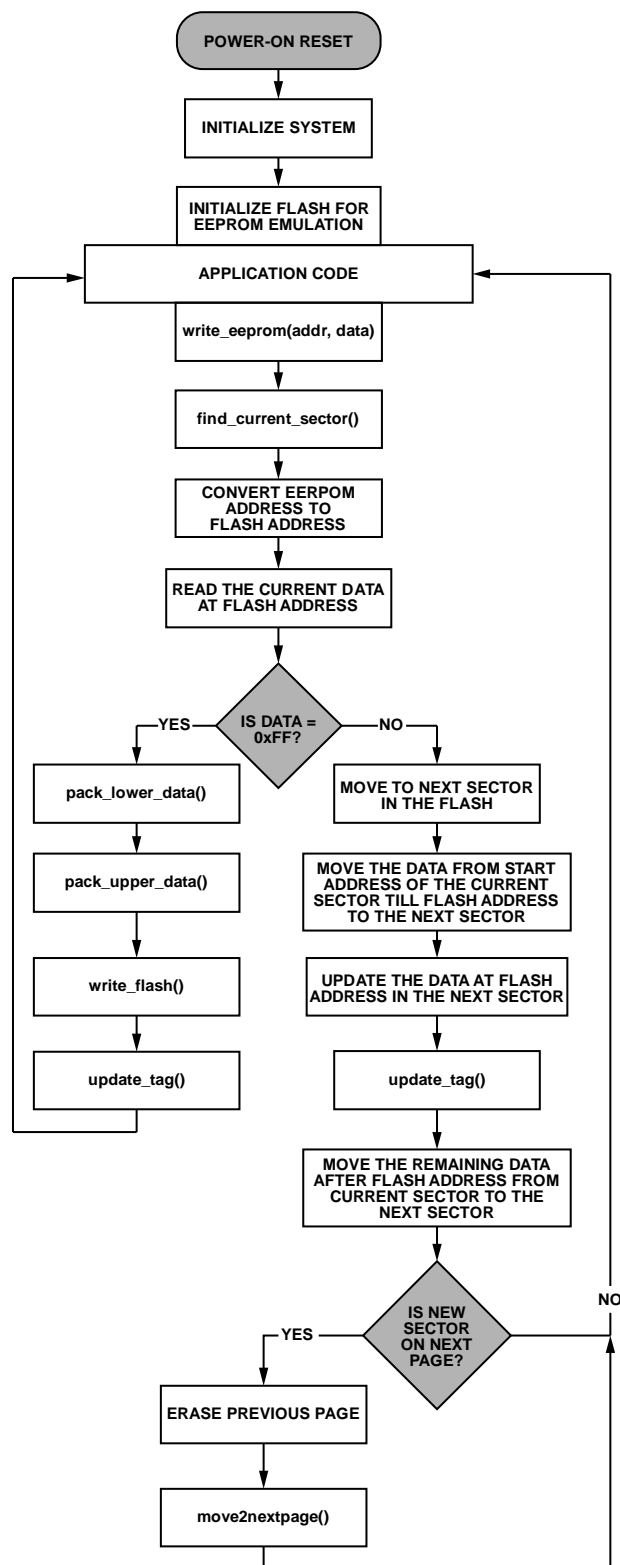 POWER-ON RESET
INITIALIZE SYSTEM
INITIALIZE FLASH FOR
EEPROM EMULATION
APPLICATION CODE
write_eeprom(addr, data)
find_current_sector()
CONVERT EERPOM
ADDRESS TO
FLASH ADDRESS
READ THE CURRENT DATA
AT FLASH ADDRESS
IS DATA =
0xFF?
YES
NO
pack_lower_data()
pack_upper_data()
write_flash()
update_tag()
MOVE TO NEXT SECTOR
IN THE FLASH
MOVE THE DATA FROM START
ADDRESS OF THE CURRENT
SECTOR TILL FLASH ADDRESS
TO THE NEXT SECTOR
UPDATE THE DATA AT FLASH
ADDRESS IN THE NEXT SECTOR
update_tag()
MOVE THE REMAINING DATA
AFTER FLASH ADDRESS FROM
CURRENT SECTOR TO THE
NEXT SECTOR
IS NEW
SECTOR
ON NEXT
PAGE?
NO
YES
ERASE PREVIOUS PAGE
move2nextpage()